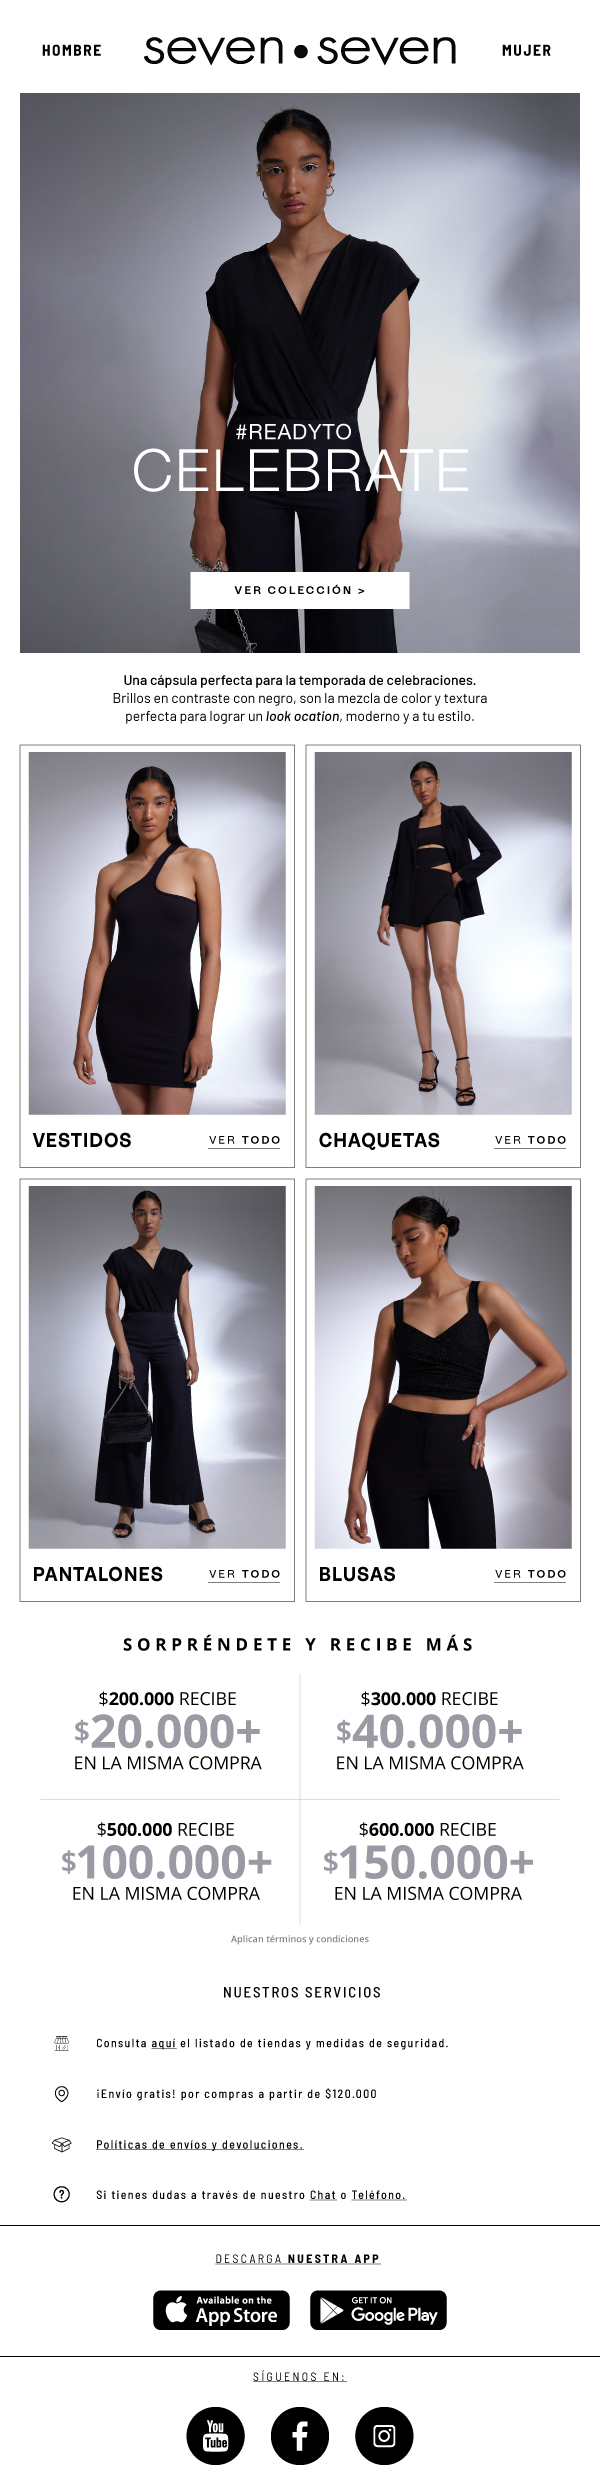 HOMBRE
seven • seven
MUJER
#READYTO
CELEBRATE
VER COLECCIÓN >
Una cápsula perfecta para la temporada de celebraciones.
Brillos en contraste con negro, son la mezcla de color y textura
perfecta para lograr un look ocation, moderno y a tu estilo.
VESTIDOS
VER TODO
CHAQUETAS
VER TODO
PANTALONES
VER TODO
BLUSAS
VER TODO
SORPRÉNDETE Y RECIBE MÁS
$200.000 RECIBE
$20.000+
EN LA MISMA COMPRA
$300.000 RECIBE
$40.000+
EN LA MISMA COMPRA
$500.000 RECIBE
$100.000+
EN LA MISMA COMPRA
$600.000 RECIBE
$150.000+
EN LA MISMA COMPRA
Aplican términos y condiciones
NUESTROS SERVICIOS
Consulta aquí el listado de tiendas y medidas de seguridad.
¡Envío gratis! por compras a partir de $120.000
Políticas de envíos y devoluciones.
Si tienes dudas a través de nuestro Chat o Teléfono.
DESCARGA NUESTRA APP
Available on the
App Store
GET IT ON
Google Play
SÍGUENOS EN:
You
Tube